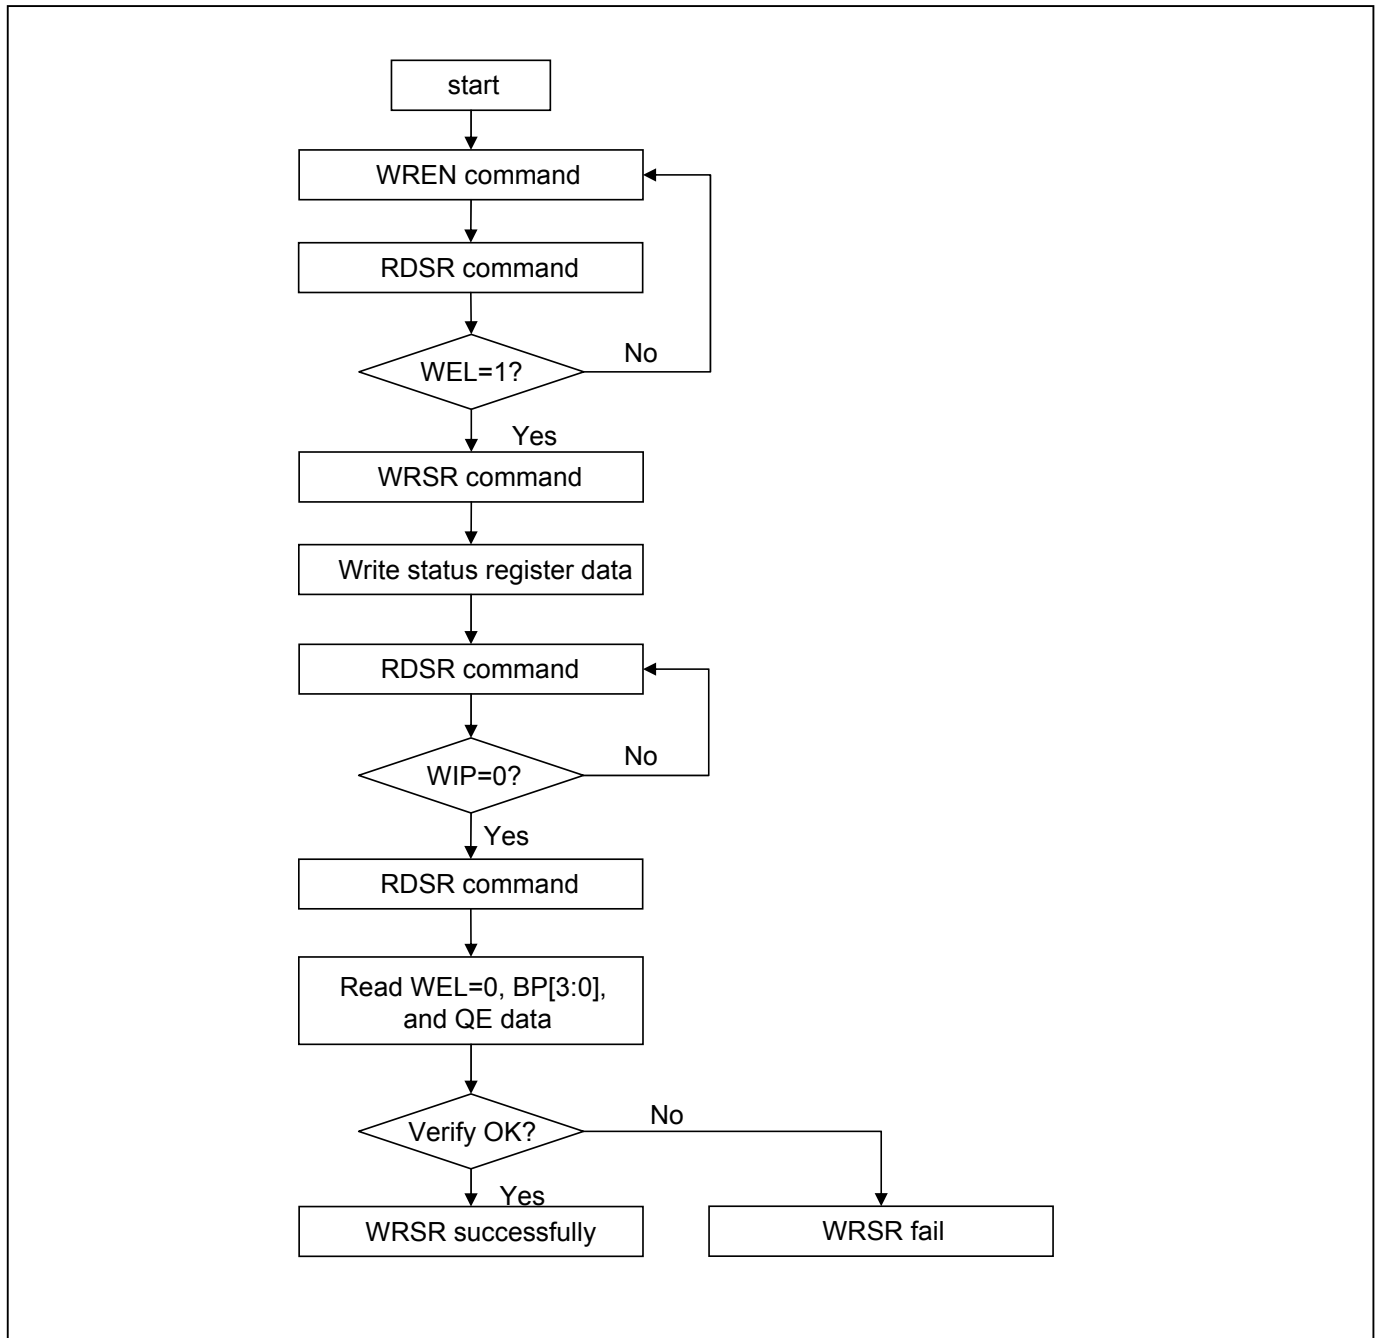 start
WREN command
RDSR command
WEL=1?
No
Yes
WRSR command
Write status register data
RDSR command
WIP=0?
No
Yes
RDSR command
Read WEL=0, BP[3:0],
and QE data
Verify OK?
No
Yes
WRSR successfully
WRSR fail